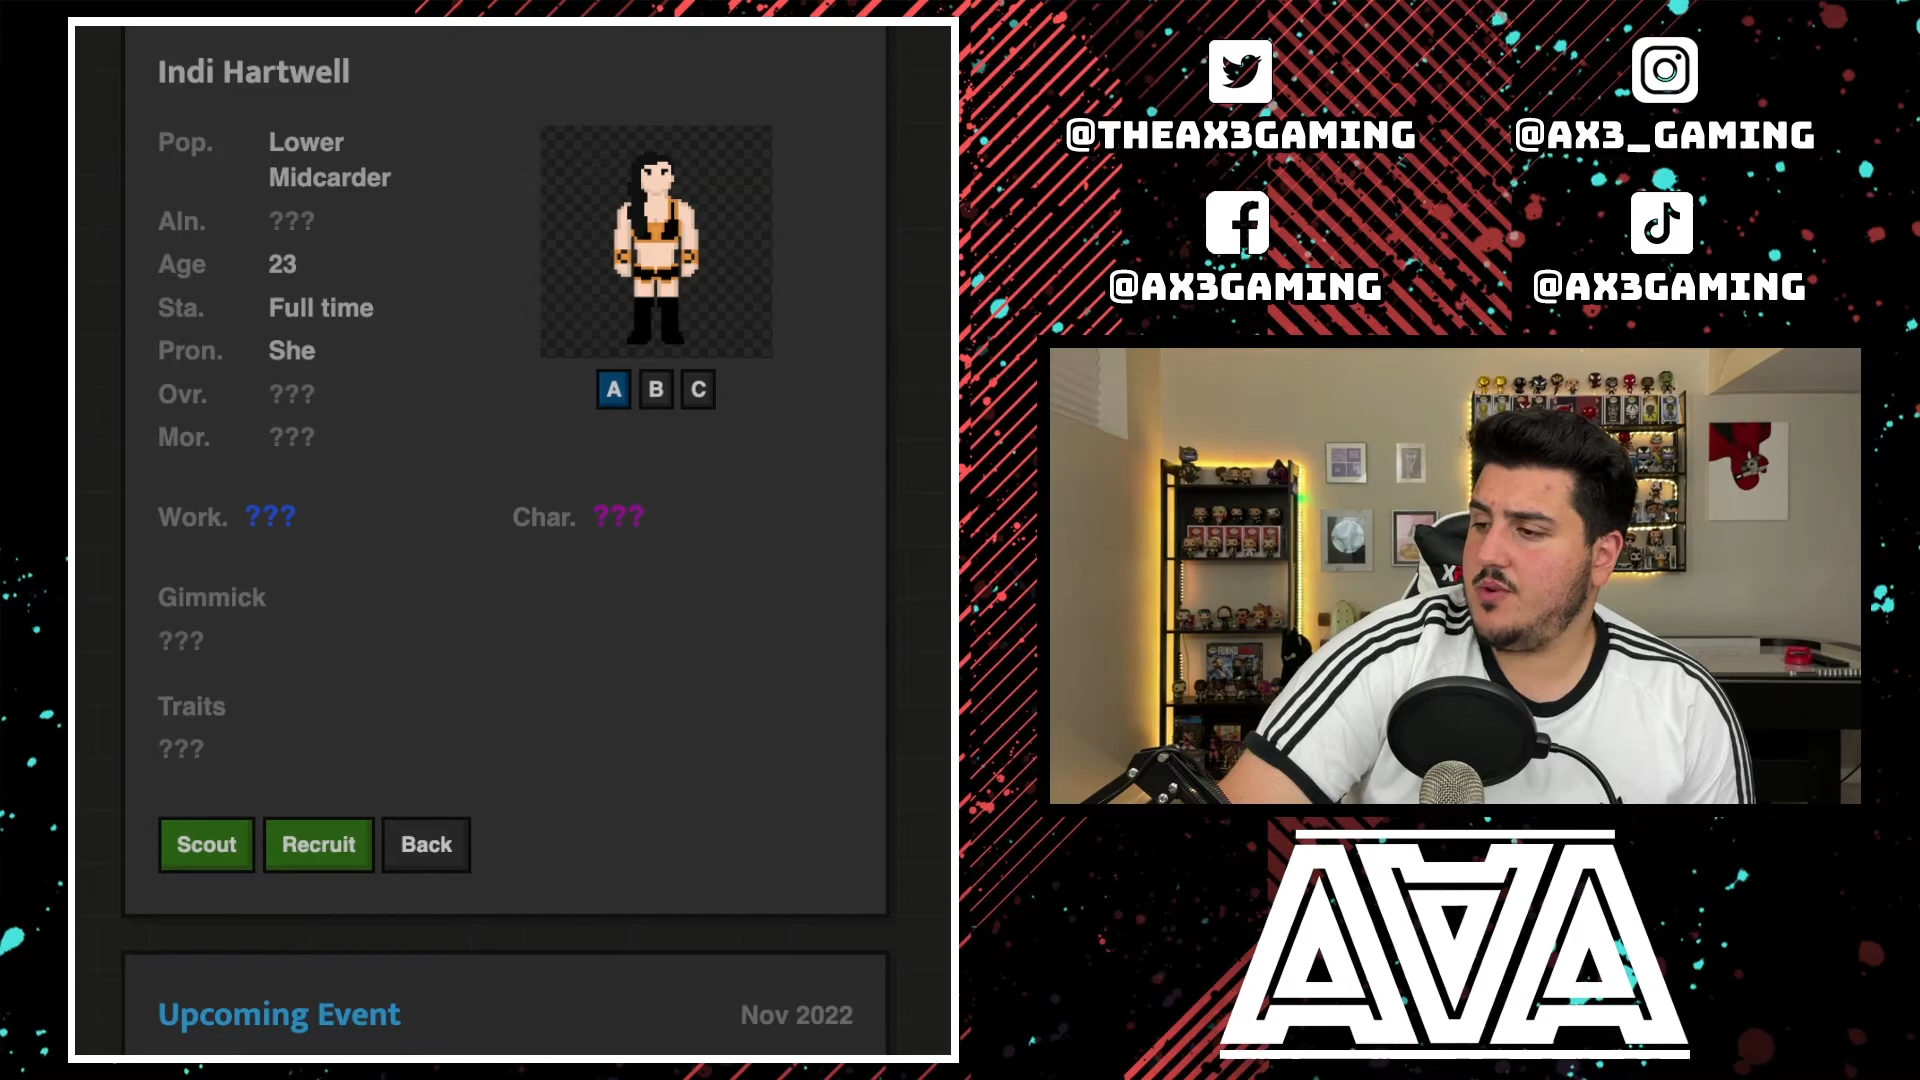 Indi Hartwell
Pop. Lower
Midcarder
Aln. ???
Age 23
Sta. Full time
Pron. She
Ovr. ???
Mor. ???
A B C
Work. ??? Char. ???
Gimmick
???
Traits
???
Scout Recruit Back
Upcoming Event Nov 2022
@THEAX3GAMING
@AX3_GAMING
@AX3GAMING
@AX3GAMING